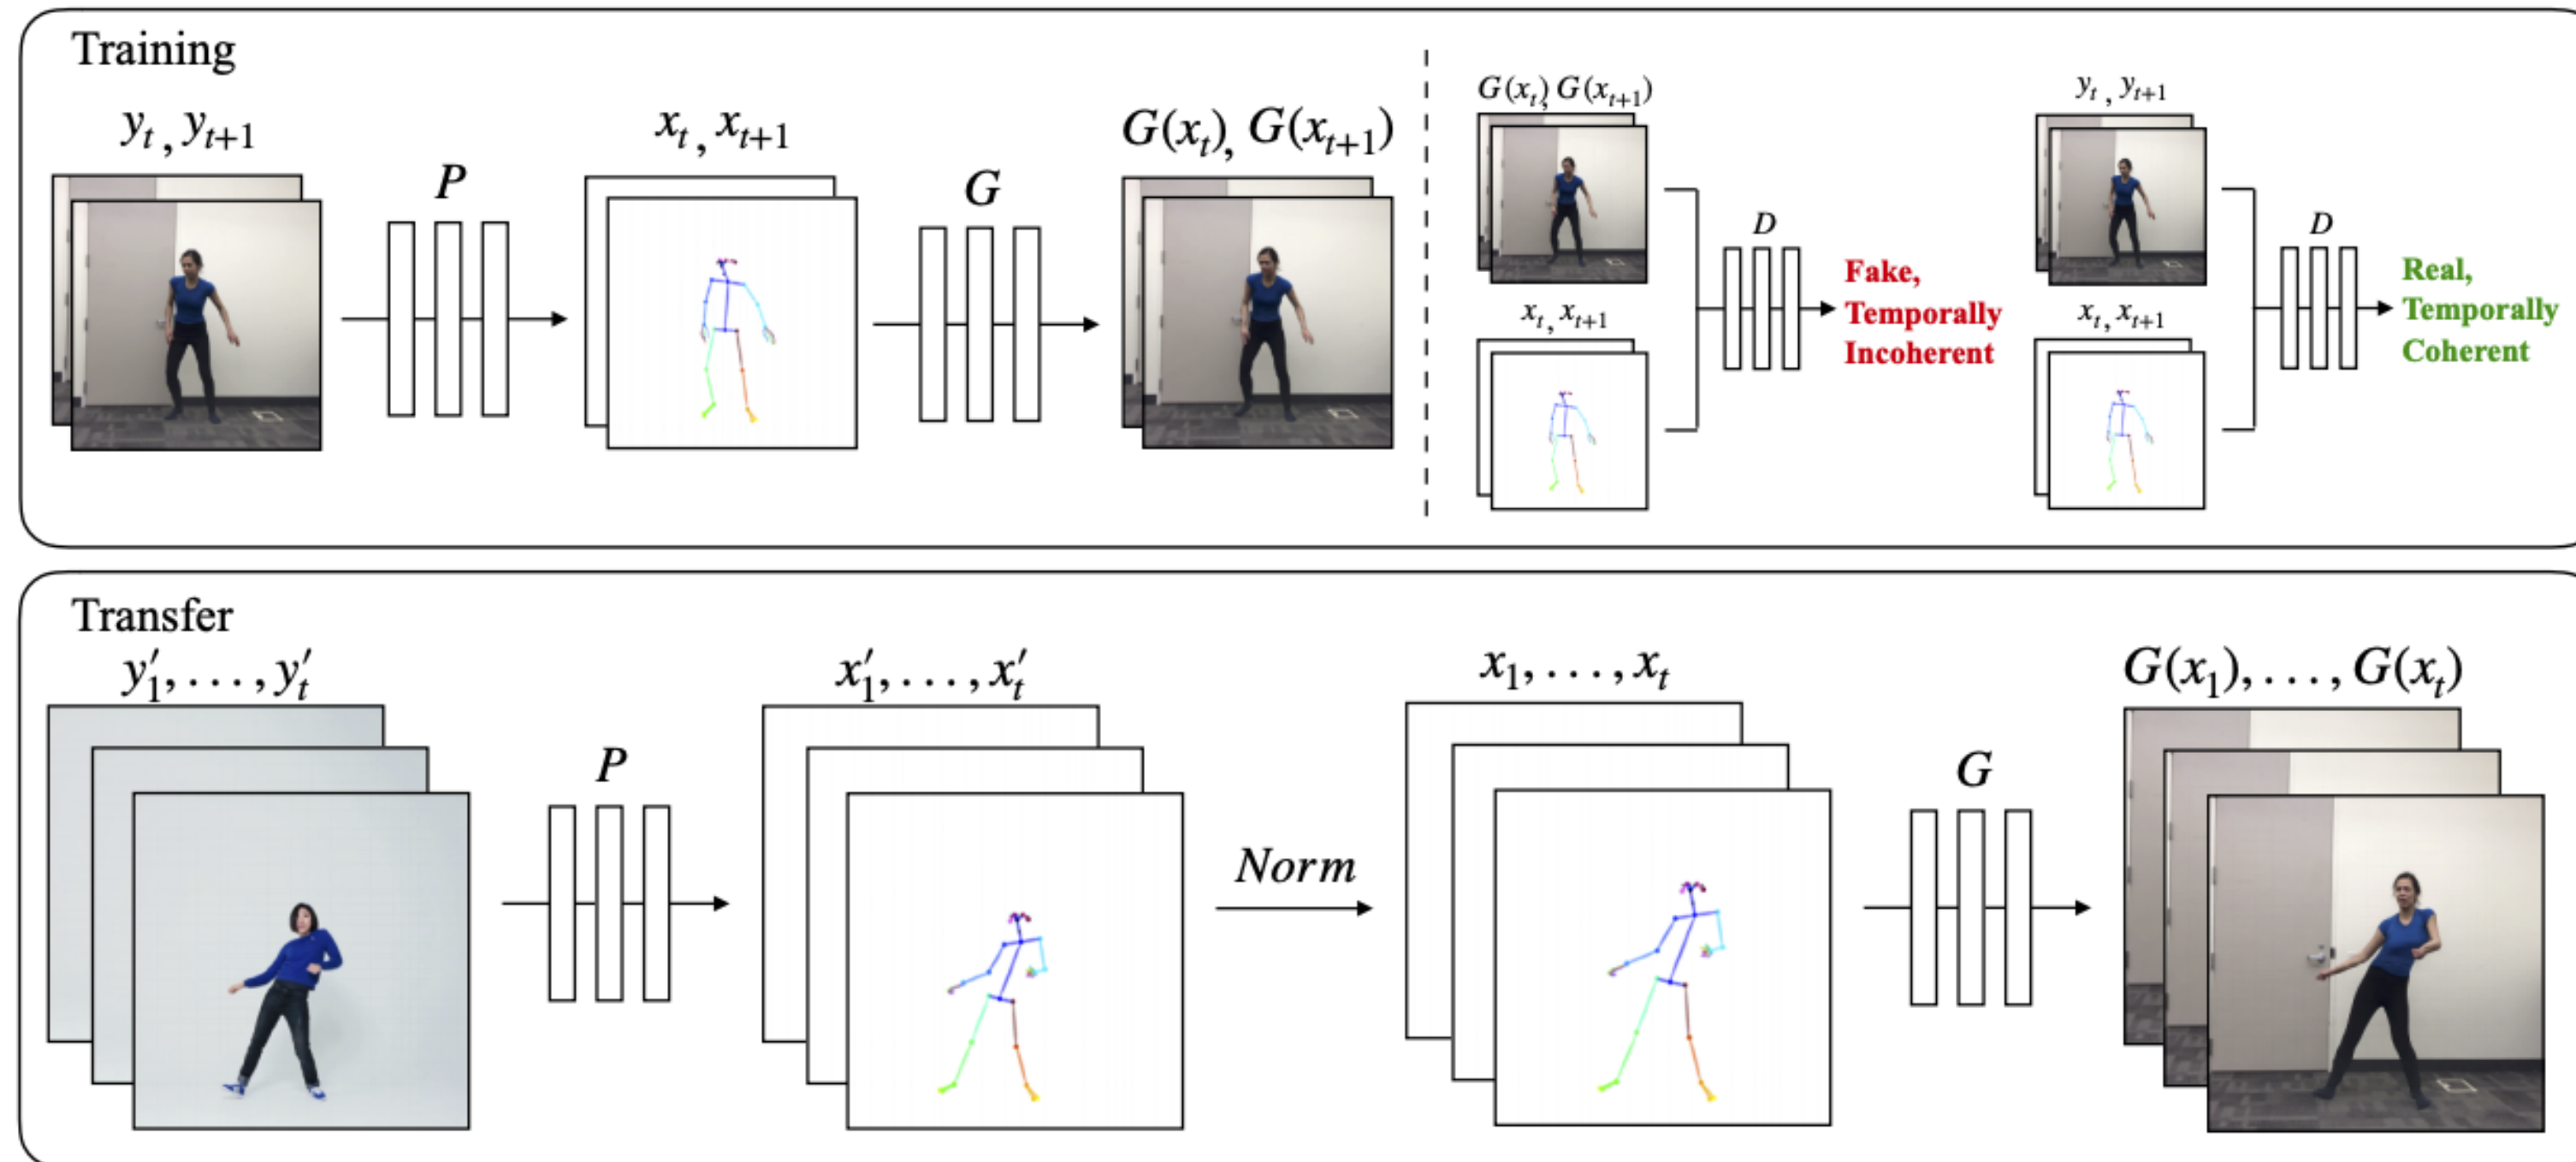 Training
y_t , y_{t+1}
P
x_t , x_{t+1}
G
G(x_t), G(x_{t+1})
G(x_t), G(x_{t+1})
x_t , x_{t+1}
D
Fake,
Temporally
Incoherent
y_t , y_{t+1}
x_t , x_{t+1}
D
Real,
Temporally
Coherent
Transfer
y′_1, . . . , y′_t
P
x′_1, . . . , x′_t
Norm
x_1, . . . , x_t
G
G(x_1), . . . , G(x_t)